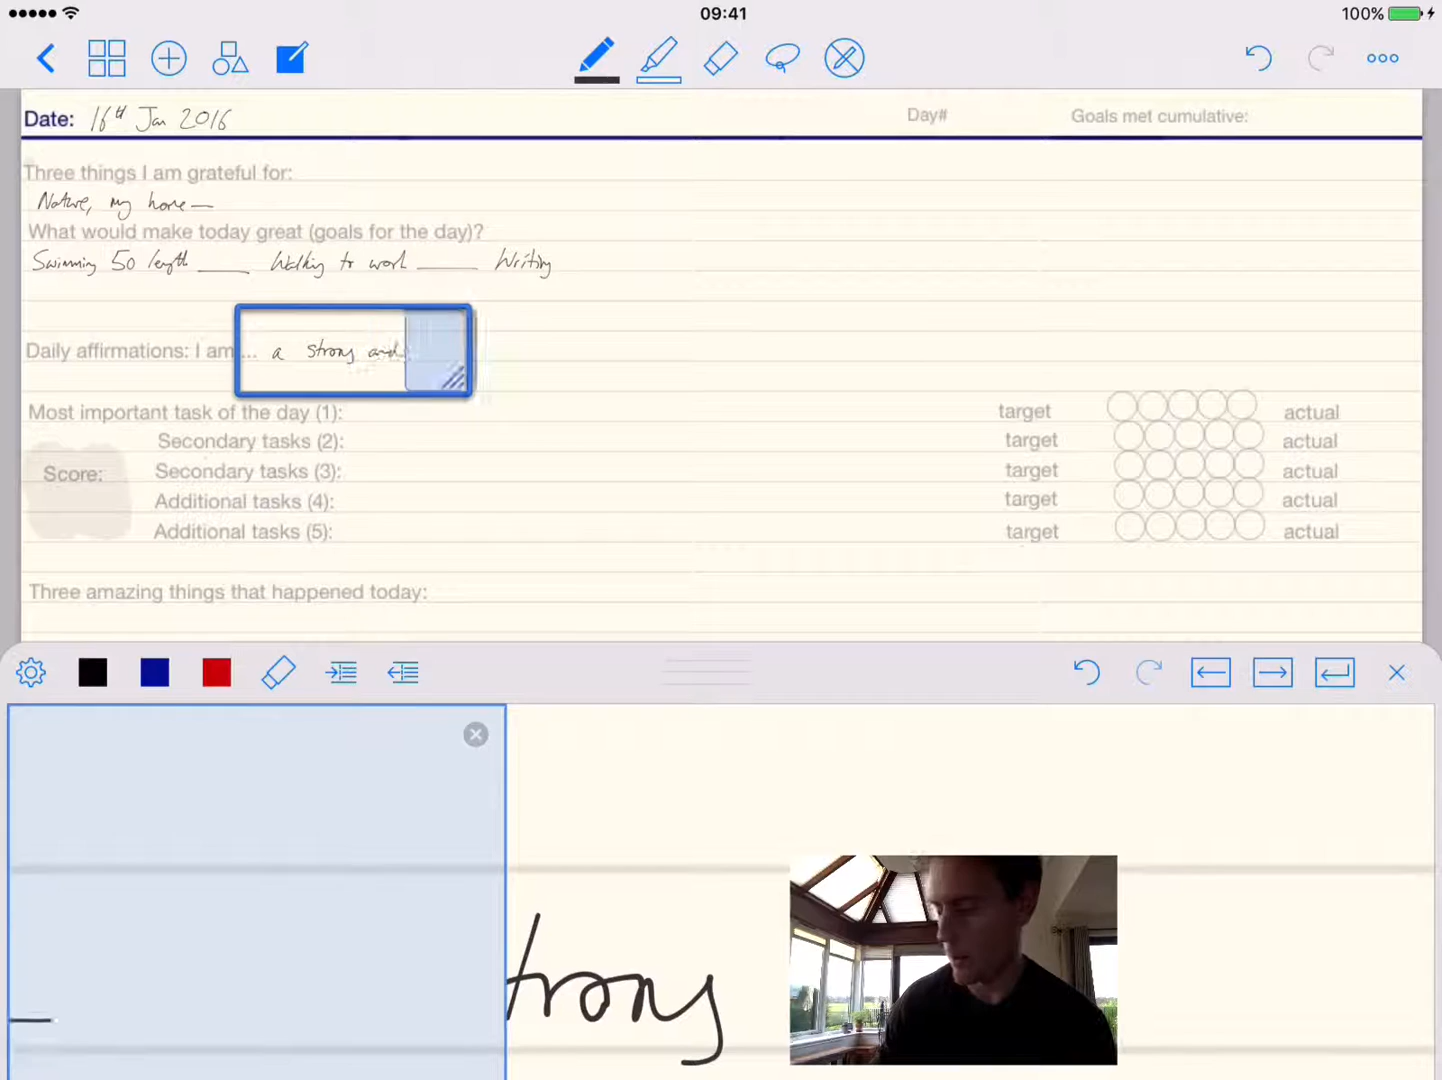 09:41
100%
Date: 16th Jan 2016
Day#
Goals met cumulative:
Three things I am grateful for:
Nature, my home —
What would make today great (goals for the day)?
Swimming 50 length ____ Walking to work ____ Writing
Daily affirmations: I am... a strong and
Most important task of the day (1): target actual
Secondary tasks (2): target actual
Score:
Secondary tasks (3): target actual
Additional tasks (4): target actual
Additional tasks (5): target actual
Three amazing things that happened today:
trong